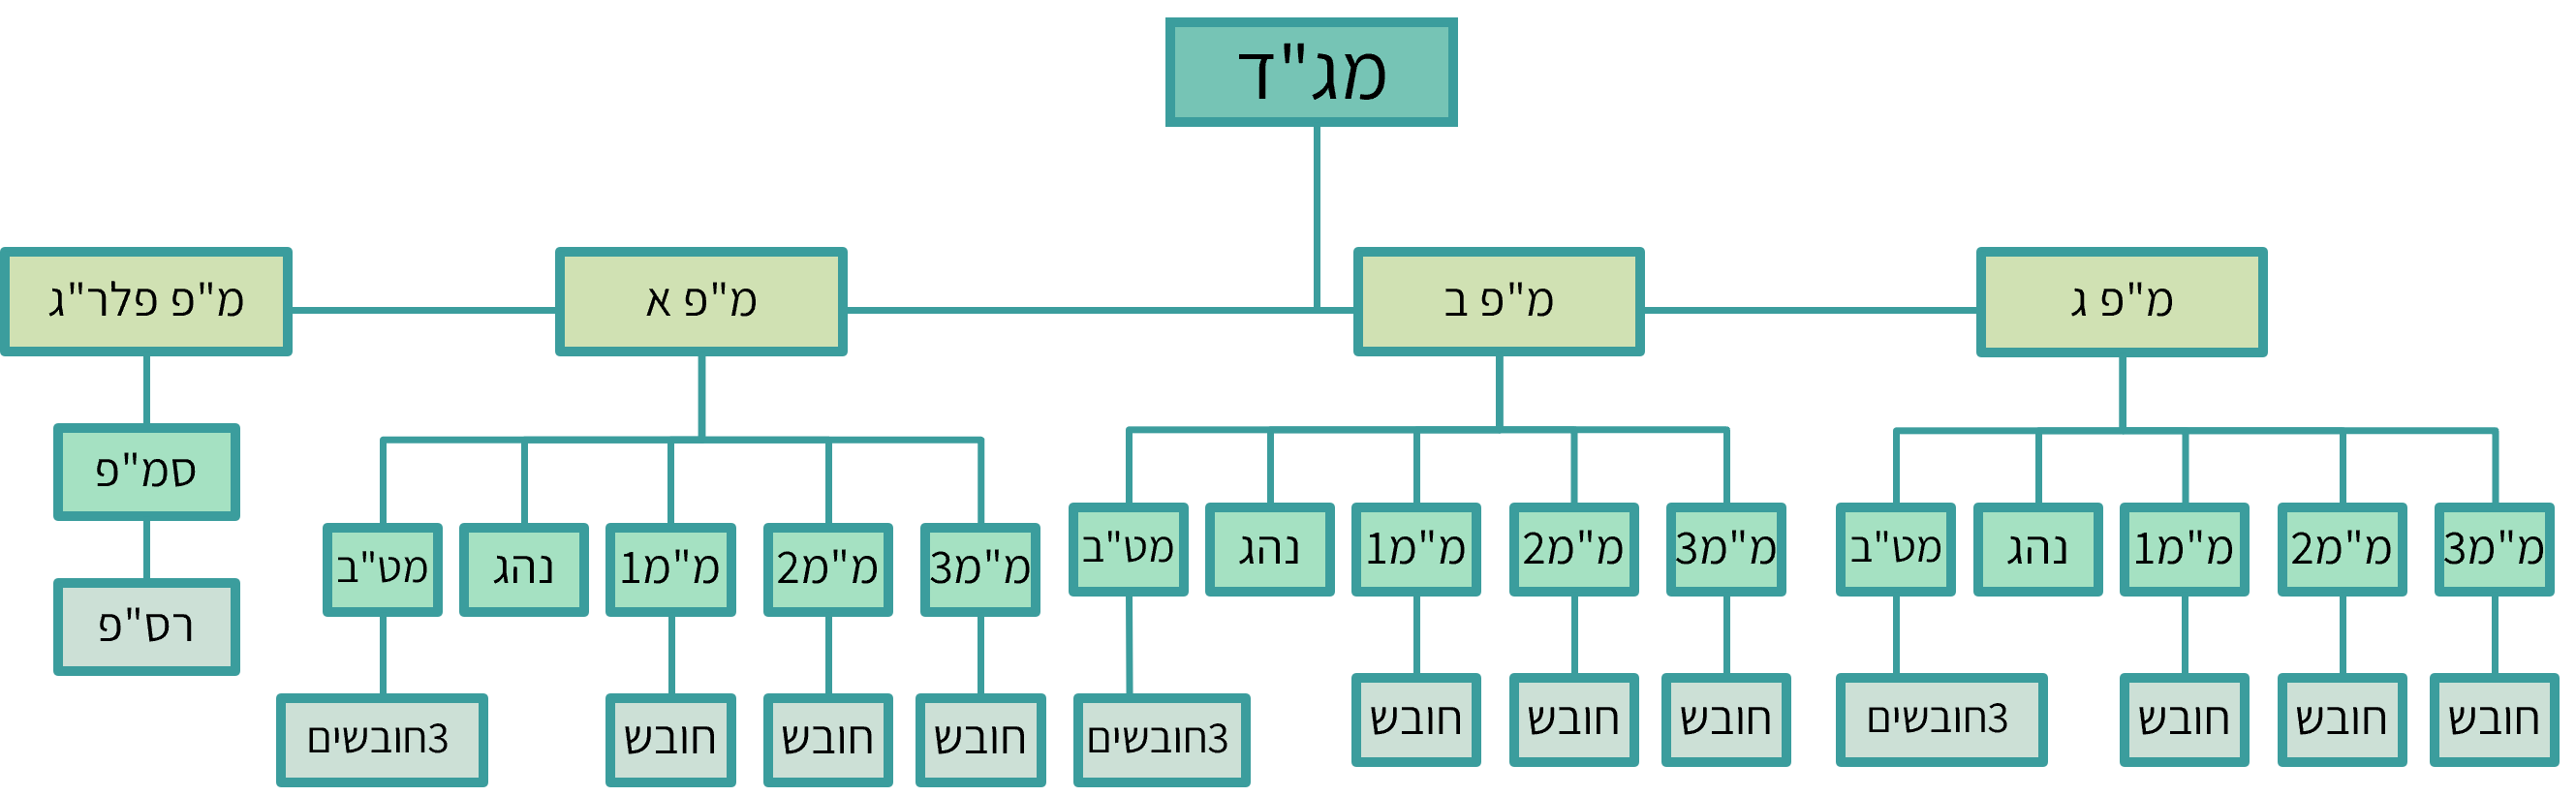 מג"ד
מ"פ ג
מ"פ ב
מ"פ א
מ"פ פלר"ג
מ"מ3
מ"מ2
מ"מ1
נהג
מט"ב
חובש
חובש
חובש
3חובשים
מ"מ3
מ"מ2
מ"מ1
נהג
מט"ב
חובש
חובש
חובש
3חובשים
מ"מ3
מ"מ2
מ"מ1
נהג
מט"ב
חובש
חובש
חובש
3חובשים
סמ"פ
רס"פ